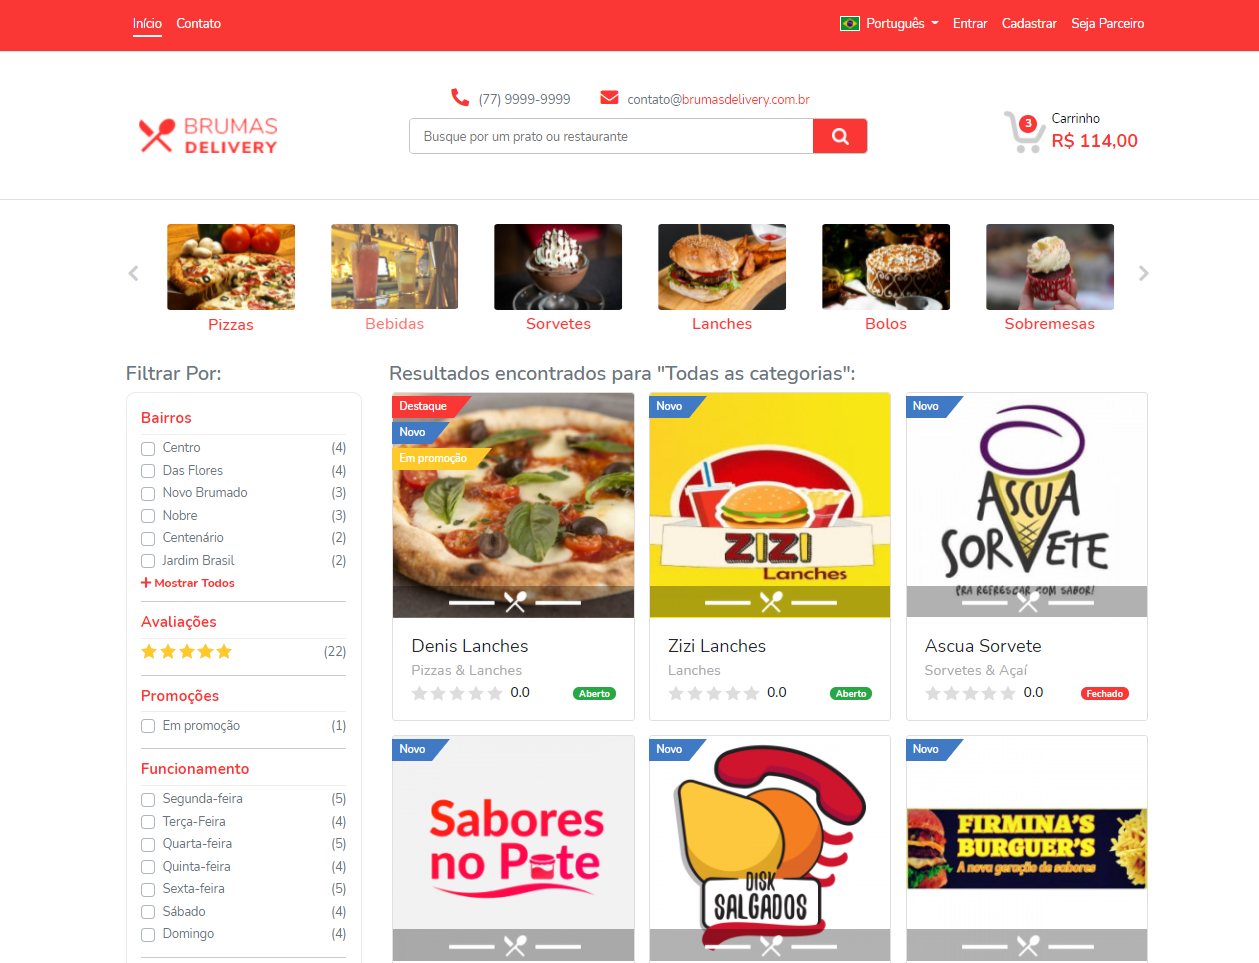 Início Contato Português Entrar Cadastrar Seja Parceiro
(77) 9999-9999 contato@brumasdelivery.com.br
BRUMAS
DELIVERY
Busque por um prato ou restaurante
3
Carrinho
R$ 114,00
Pizzas Bebidas Sorvetes Lanches Bolos Sobremesas
Filtrar Por:
Bairros
Centro (4)
Das Flores (4)
Novo Brumado (3)
Nobre (3)
Centenário (2)
Jardim Brasil (2)
+ Mostrar Todos
Avaliações
(22)
Promoções
Em promoção (1)
Funcionamento
Segunda-feira (5)
Terça-Feira (4)
Quarta-feira (5)
Quinta-feira (4)
Sexta-feira (5)
Sábado (4)
Domingo (4)
Resultados encontrados para "Todas as categorias":
Destaque
Novo
Em promoção
Denis Lanches
Pizzas & Lanches
0.0 Aberto
Novo
ZIZI
Lanches
Zizi Lanches
Lanches
0.0 Aberto
Novo
ASCUA
SORVETE
PRA REFRESCAR COM SABOR!
Ascua Sorvete
Sorvetes & Açaí
0.0 Fechado
Novo
Sabores
no Pote
Novo
DISK
SALGADOS
Novo
FIRMINA'S
BURGUER'S
A nova geração de sabores